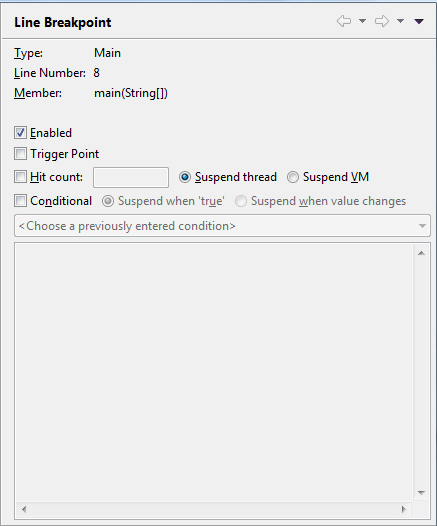 Line Breakpoint
Type: Main
Line Number: 8
Member: main(String[])
Enabled
Trigger Point
Hit count: Suspend thread Suspend VM
Conditional Suspend when 'true' Suspend when value changes
<Choose a previously entered condition>